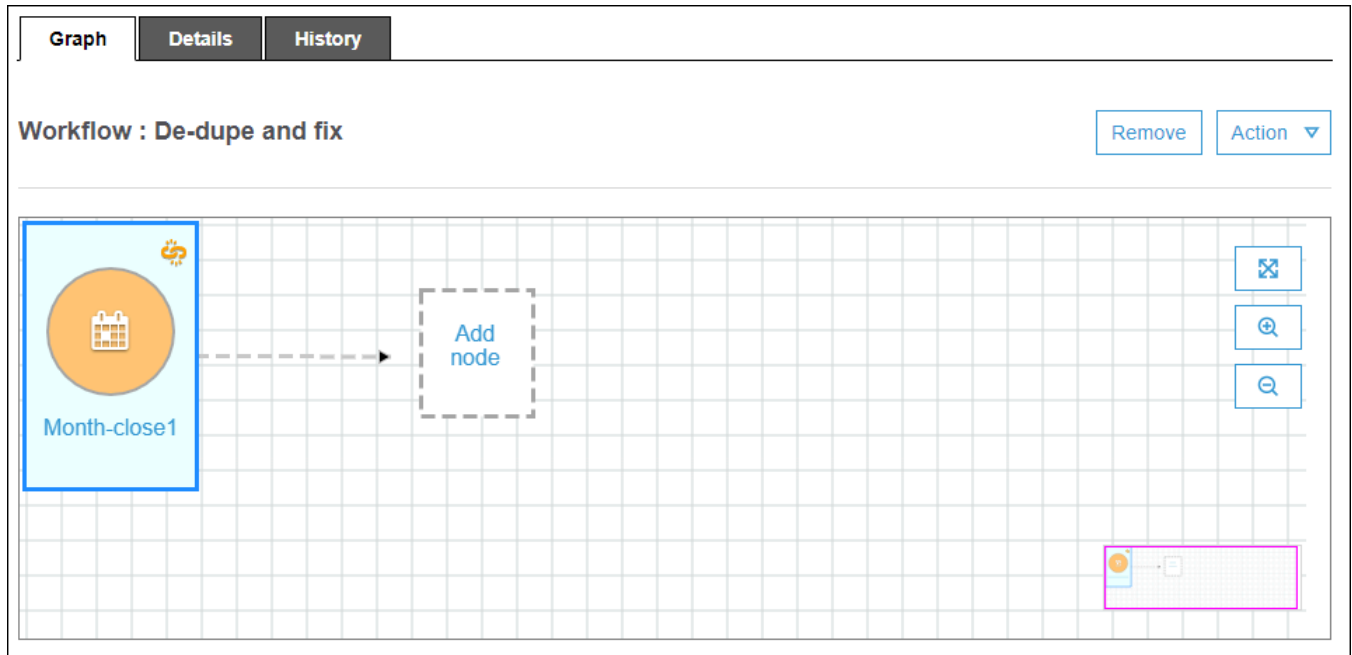 Graph Details History
Workflow : De-dupe and fix
Remove Action
Add
node
Month-close1